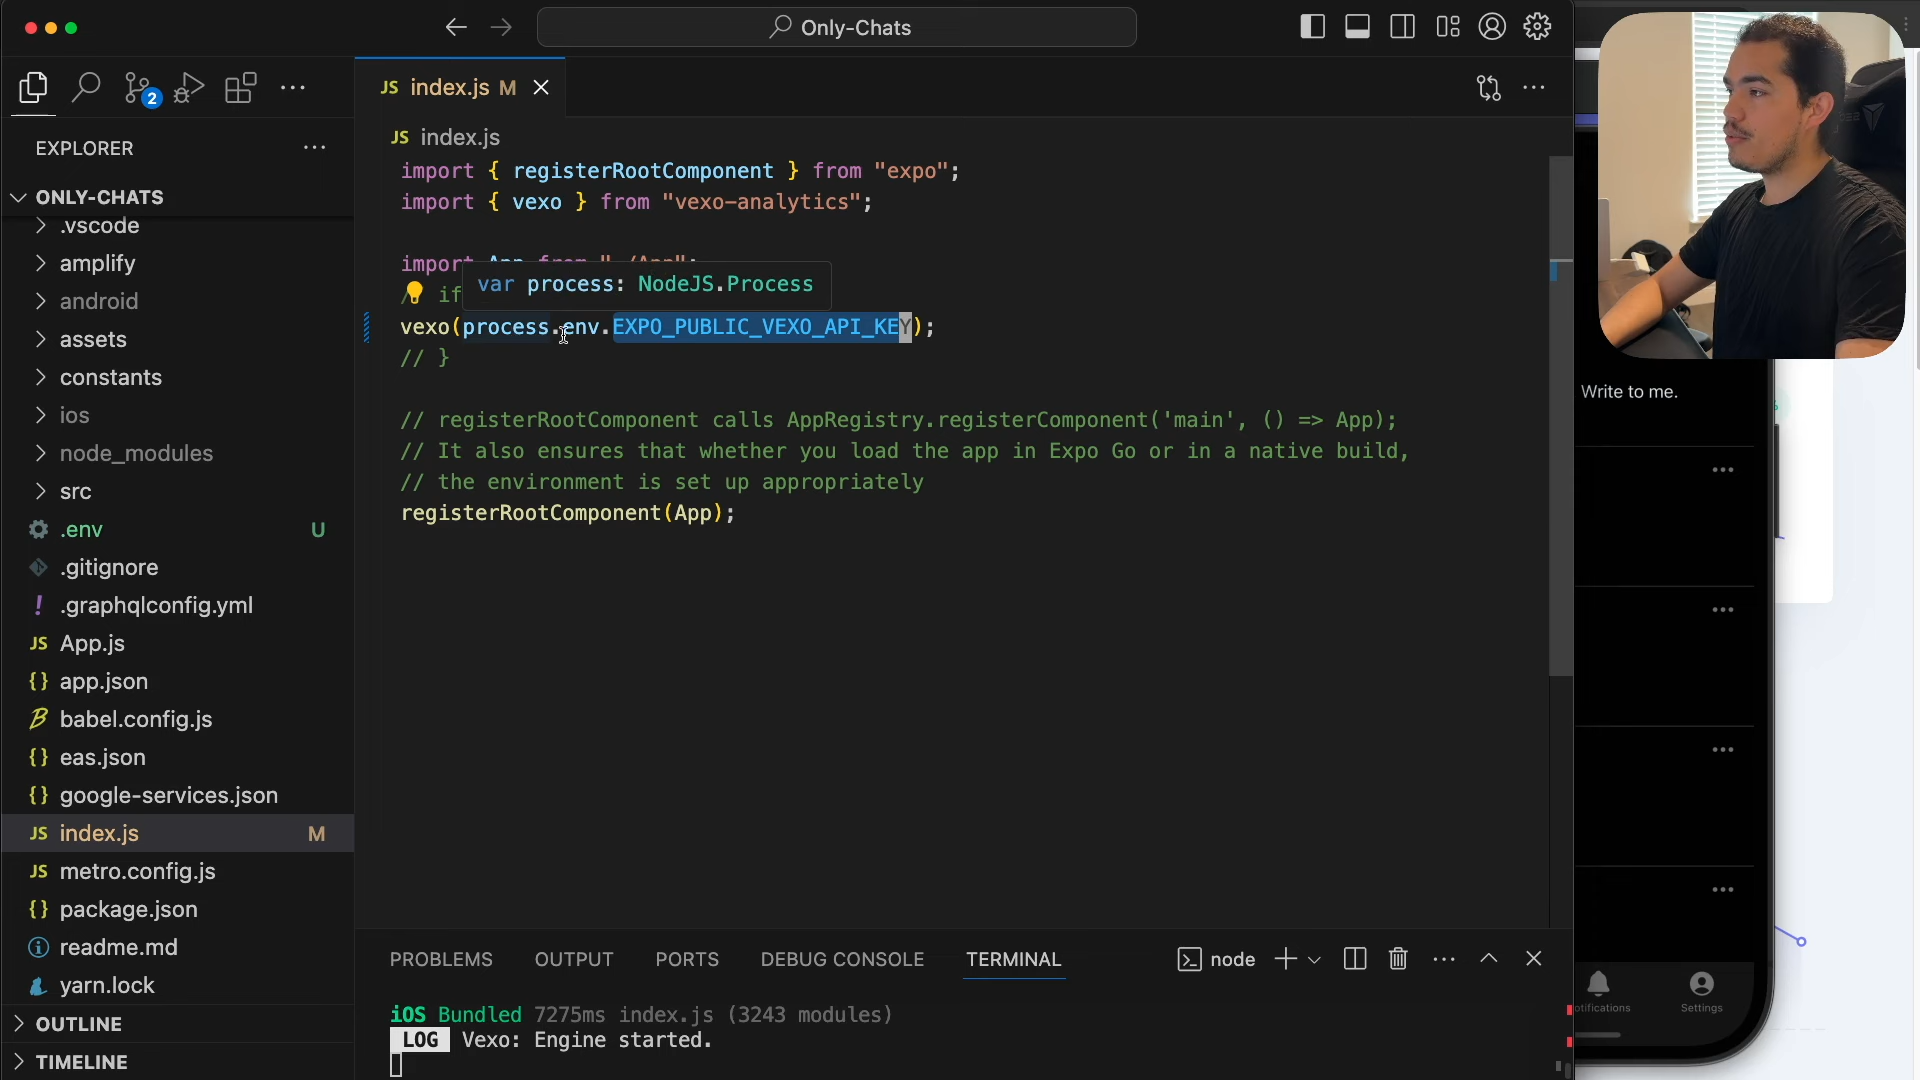 Only-Chats
2
JS index.js M
EXPLORER
JS index.js
ONLY-CHATS
.vscode
amplify
android
assets
constants
ios
node_modules
src
.env U
.gitignore
! .graphqlconfig.yml
JS App.js
{} app.json
babel.config.js
{} eas.json
{} google-services.json
JS index.js M
JS metro.config.js
{} package.json
readme.md
yarn.lock
OUTLINE
TIMELINE
import { registerRootComponent } from "expo";
import { vexo } from "vexo-analytics";
import App from "./App";
var process: NodeJS.Process
// if
vexo(process.env.EXPO_PUBLIC_VEXO_API_KEY);
// }
// registerRootComponent calls AppRegistry.registerComponent('main', () => App);
// It also ensures that whether you load the app in Expo Go or in a native build,
// the environment is set up appropriately
registerRootComponent(App);
PROBLEMS OUTPUT PORTS DEBUG CONSOLE TERMINAL node
iOS Bundled 7275ms index.js (3243 modules)
LOG Vexo: Engine started.
Write to me.
otifications
Settings